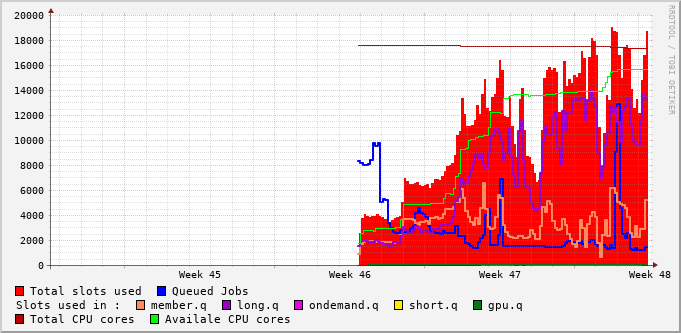 20000
18000
16000
14000
12000
10000
8000
6000
4000
2000
0
Week 45 Week 46 Week 47 Week 48
RRDTOOL / TOBI OETIKER
Total slots used Queued Jobs
Slots used in : member.q long.q ondemand.q short.q gpu.q
Total CPU cores Availale CPU cores